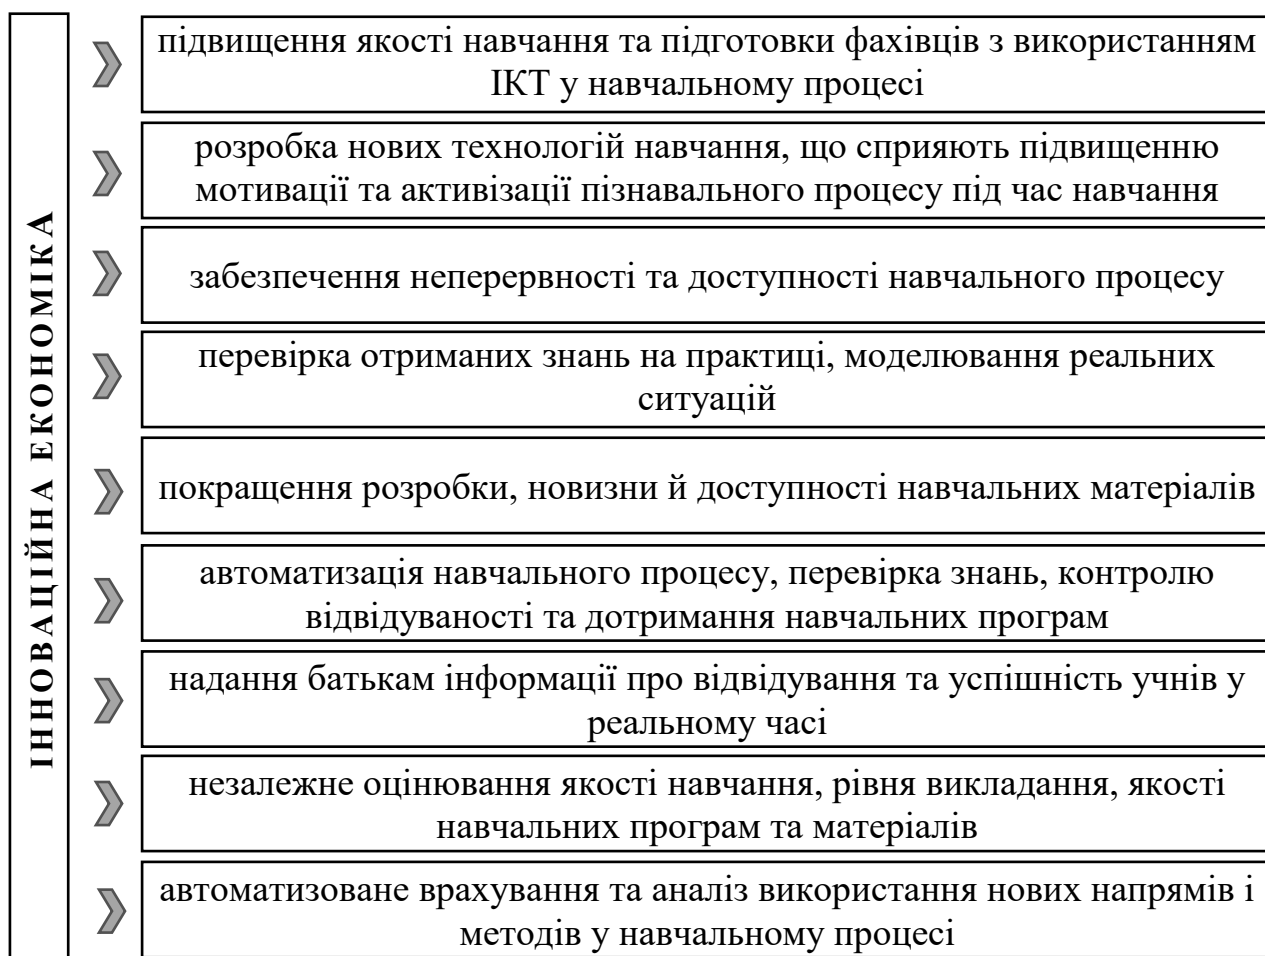 ІННОВАЦІЙНА ЕКОНОМІКА
підвищення якості навчання та підготовки фахівців з використанням
ІКТ у навчальному процесі
розробка нових технологій навчання, що сприяють підвищенню
мотивації та активізації пізнавального процесу під час навчання
забезпечення неперервності та доступності навчального процесу
перевірка отриманих знань на практиці, моделювання реальних
ситуацій
покращення розробки, новизни й доступності навчальних матеріалів
автоматизація навчального процесу, перевірка знань, контролю
відвідуваності та дотримання навчальних програм
надання батькам інформації про відвідування та успішність учнів у
реальному часі
незалежне оцінювання якості навчання, рівня викладання, якості
навчальних програм та матеріалів
автоматизоване врахування та аналіз використання нових напрямів і
методів у навчальному процесі